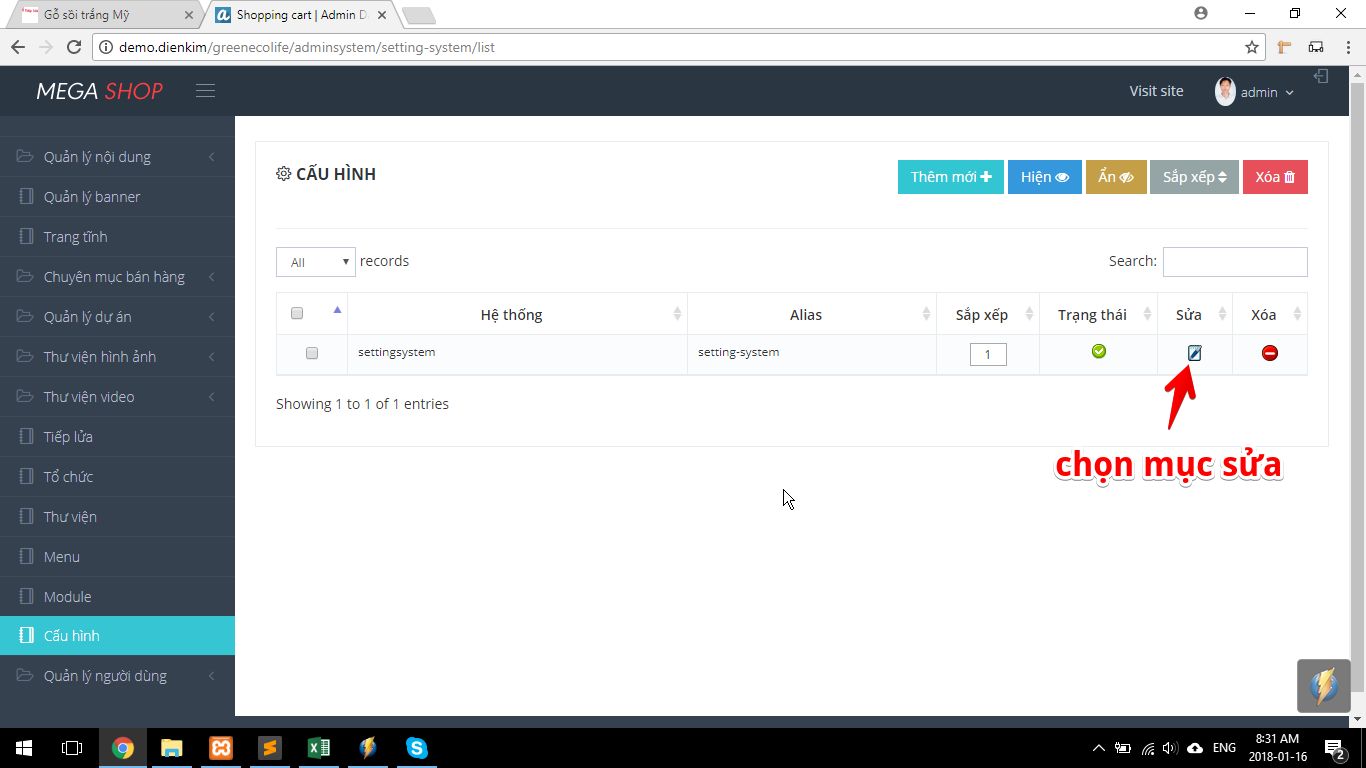 Gỗ sồi trắng Mỹ
Shopping cart | Admin D
demo.dienkim/greenecolife/adminsystem/setting-system/list
MEGA SHOP
Visit site
admin
Quản lý nội dung
Quản lý banner
Trang tĩnh
Chuyên mục bán hàng
Quản lý dự án
Thư viện hình ảnh
Thư viện video
Tiếp lửa
Tổ chức
Thư viện
Menu
Module
Cấu hình
Quản lý người dùng
CẤU HÌNH
Thêm mới
Hiện
Ẩn
Sắp xếp
Xóa
All records
Search:
Hệ thống Alias Sắp xếp Trạng thái Sửa Xóa
settingsystem setting-system 1
Showing 1 to 1 of 1 entries
chọn mục sửa
ENG
8:31 AM
2018-01-16
2